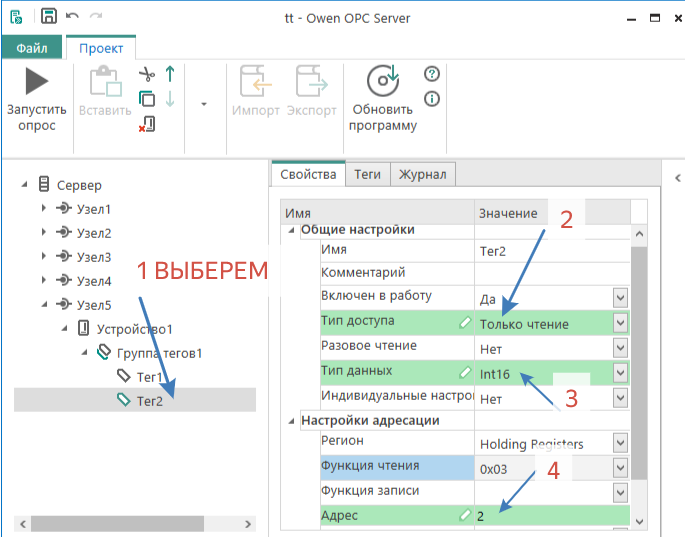 tt - Owen OPC Server
Файл
Проект
Запустить опрос
Вставить
Импорт
Экспорт
Обновить программу
Сервер
Узел1
Узел2
Узел3
Узел4
Узел5
Устройство1
Группа тегов1
Тег1
Тег2
1 ВЫБЕРЕМ
Свойства
Теги
Журнал
Имя Значение 2
Общие настройки
Имя Тег2
Комментарий
Включен в работу Да
Тип доступа Только чтение
Разовое чтение Нет
Тип данных Int16
Индивидуальные настро Нет 3
Настройки адресации
Регион Holding Registers
Функция чтения 0x03 4
Функция записи
Адрес 2